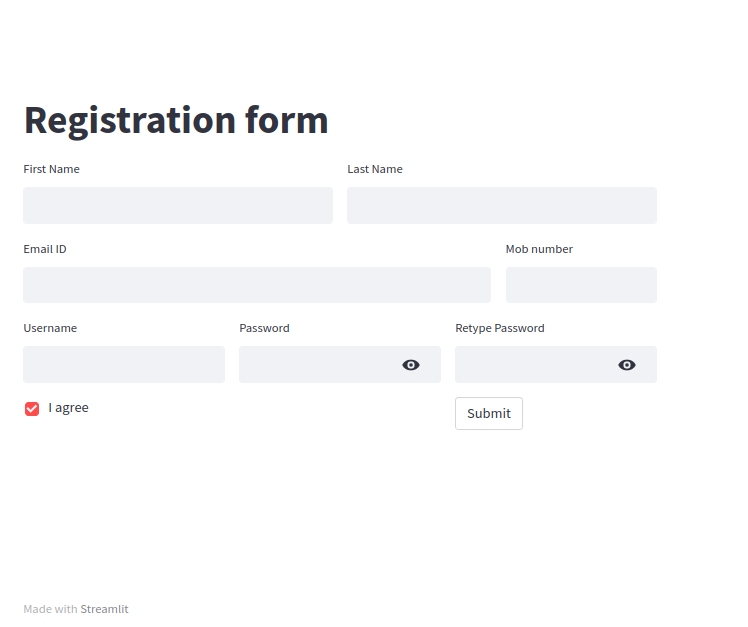 Registration form
First Name Last Name
Email ID Mob number
Username Password Retype Password
I agree Submit
Made with Streamlit